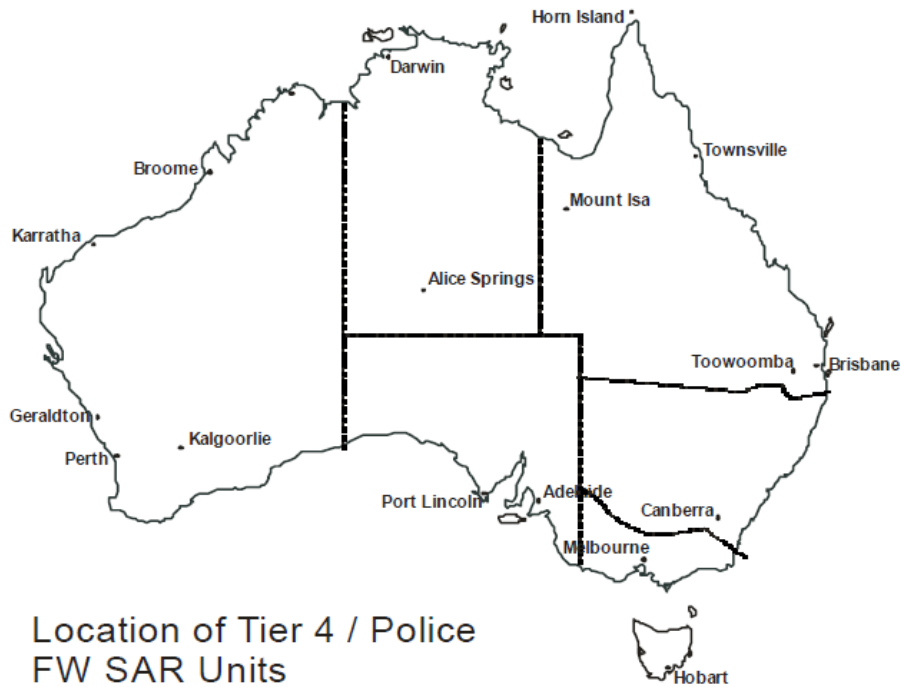 Horn Island
Darwin
Townsville
Broome
Mount Isa
Karratha
Alice Springs
Toowoomba
Brisbane
Geraldton
Kalgoorlie
Perth
Port Lincoln
Adelaide
Canberra
Melbourne
Location of Tier 4 / Police
FW SAR Units
Hobart